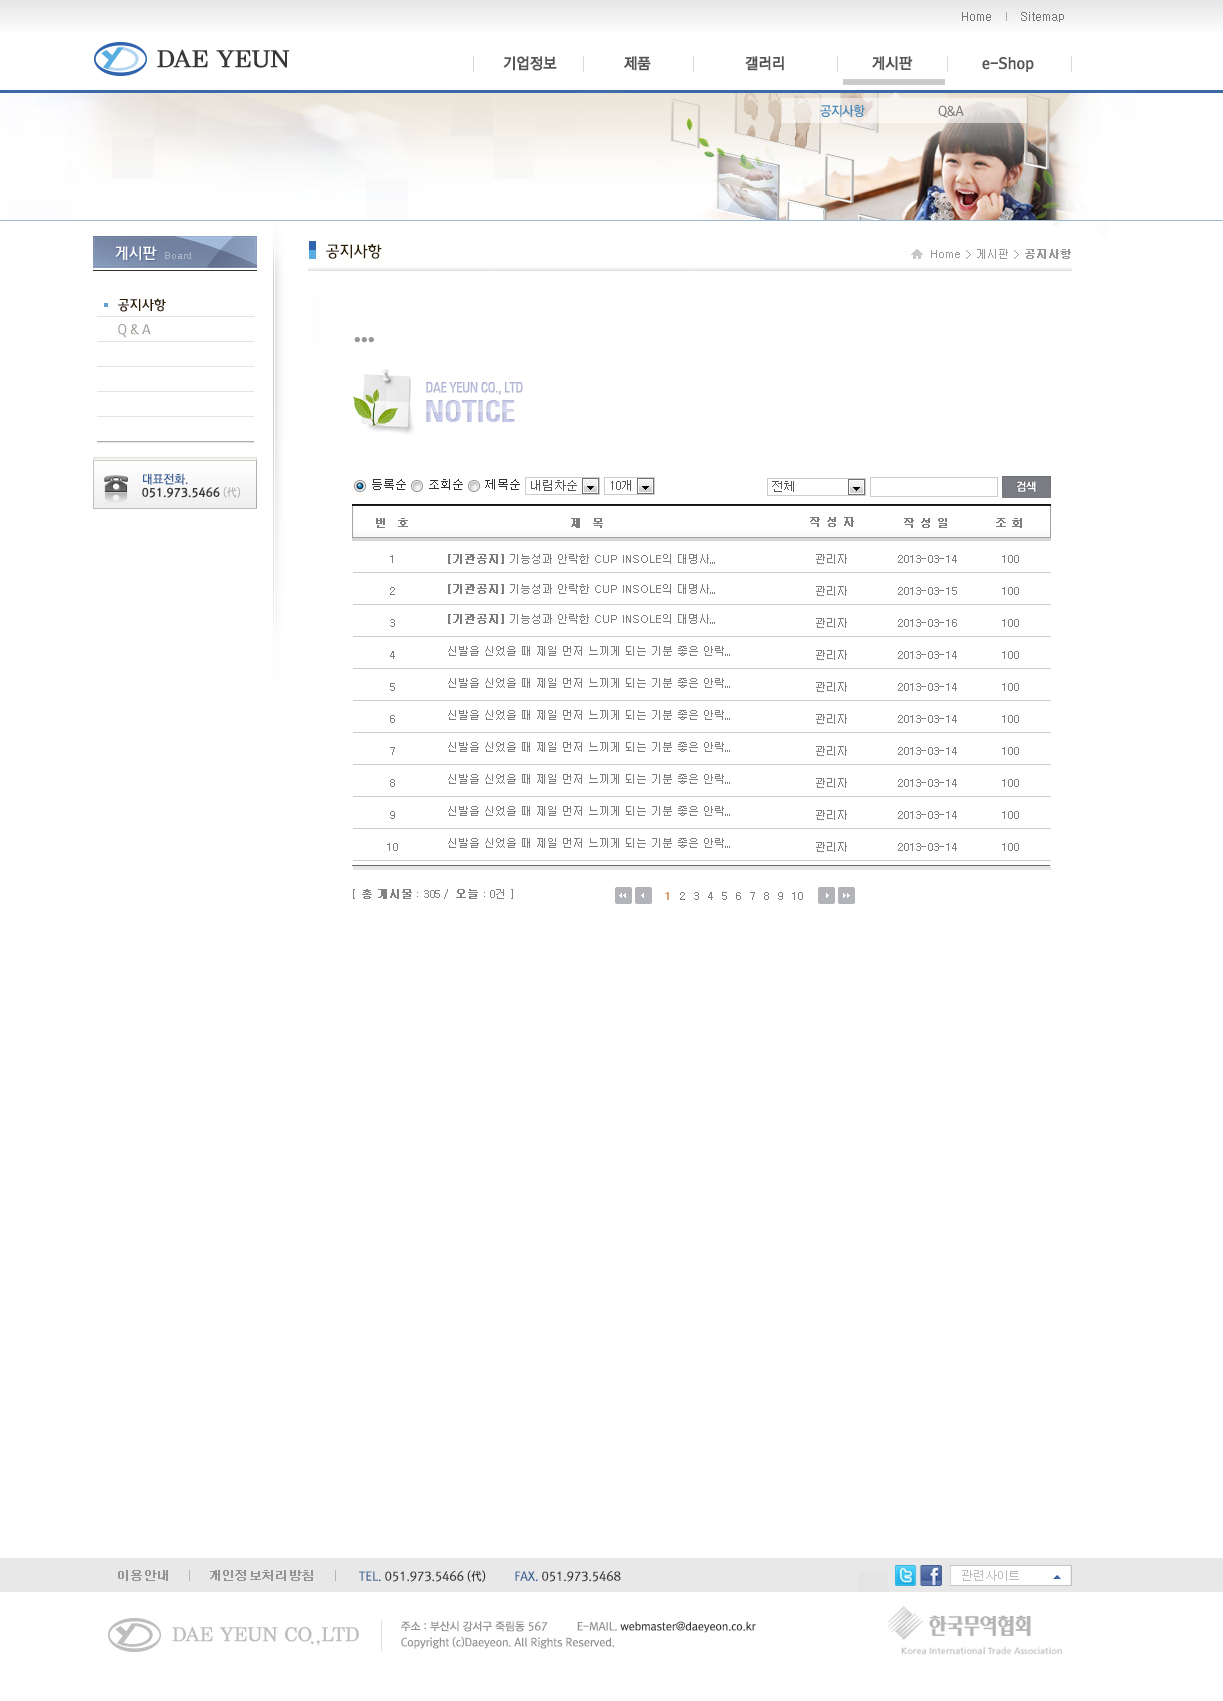 Home | Sitemap
DAE YEUN
기업정보 제품 갤러리 게시판 e-Shop
공지사항 Q&A
게시판 Board
공지사항
Home > 게시판 > 공지사항
공지사항
Q & A
DAE YEUN CO., LTD
NOTICE
대표전화.
051.973.5466 (代)
등록순 조회순 제목순 내림차순 10개 전체 검색
번 호 제 목 작 성 자 작 성 일 조 회
1 [기관공지] 기능성과 안락한 CUP INSOLE의 대명사... 관리자 2013-03-14 100
2 [기관공지] 기능성과 안락한 CUP INSOLE의 대명사... 관리자 2013-03-15 100
3 [기관공지] 기능성과 안락한 CUP INSOLE의 대명사... 관리자 2013-03-16 100
4 신발을 신었을 때 제일 먼저 느끼게 되는 기분 좋은 안락... 관리자 2013-03-14 100
5 신발을 신었을 때 제일 먼저 느끼게 되는 기분 좋은 안락... 관리자 2013-03-14 100
6 신발을 신었을 때 제일 먼저 느끼게 되는 기분 좋은 안락... 관리자 2013-03-14 100
7 신발을 신었을 때 제일 먼저 느끼게 되는 기분 좋은 안락... 관리자 2013-03-14 100
8 신발을 신었을 때 제일 먼저 느끼게 되는 기분 좋은 안락... 관리자 2013-03-14 100
9 신발을 신었을 때 제일 먼저 느끼게 되는 기분 좋은 안락... 관리자 2013-03-14 100
10 신발을 신었을 때 제일 먼저 느끼게 되는 기분 좋은 안락... 관리자 2013-03-14 100
[ 총 게시물 : 305 / 오늘 : 0건 ] 1 2 3 4 5 6 7 8 9 10
이용안내 | 개인정보처리방침 | TEL. 051.973.5466 (代) FAX. 051.973.5468 관련사이트
DAE YEUN CO.,LTD
주소 : 부산시 강서구 죽림동 567 E-MAIL. webmaster@daeyeon.co.kr
Copyright (c)Daeyeon. All Rights Reserved.
한국무역협회
Korea International Trade Association